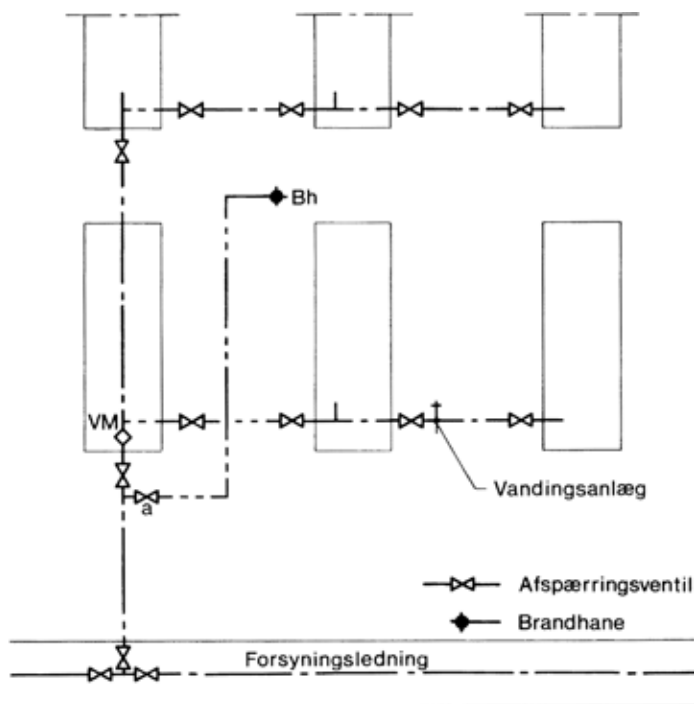 Bh
VM
a
Vandingsanlæg
Afspærringsventil
Brandhane
Forsyningsledning